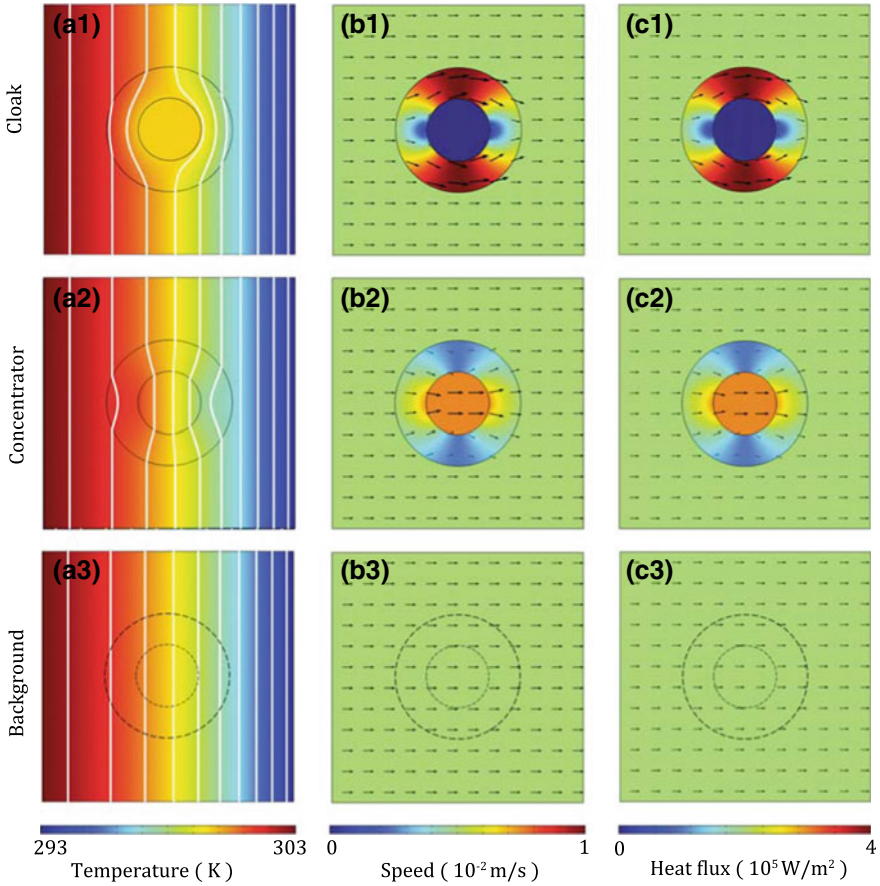 (a1) (b1) (c1)
Cloak
(a2) (b2) (c2)
Concentrator
(a3) (b3) (c3)
Background
293 303 0 1 0 4
Temperature ( K ) Speed ( 10⁻² m/s ) Heat flux ( 10⁵ W/m² )